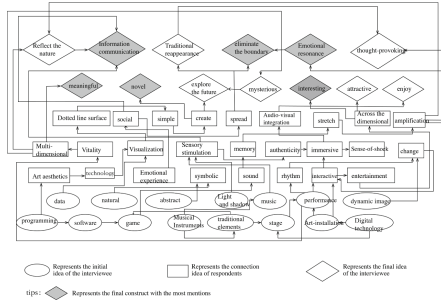 Reflect the
nature
Information
communication
Traditional
reappearance
eliminate
the boundary
Emotional
resonance
thought-provoking
meaningful
novel
explore
the future
mysterious
interesting
attractive
enjoy
Dotted line surface
social
simple
create
spread
Audio-visual
integration
stretch
Across the
dimensional
amplification
Multi-
dimensional
Vitality
Visualization
Sensory
stimulation
memory
authenticity
immersive
Sense-of-shock
change
Art aesthetics
technology
Emotional
experience
symbolic
sound
rhythm
interactive
entertainment
data
natural
abstract
Light
and shadow
music
performance
dynamic image
programming
software
game
Musical
Instruments
traditional
elements
stage
Art-installation
Digital
technology
Represents the initial
idea of the interviewee
Represents the connection
idea of respondents
Represents the final idea
of the interviewee
tips:
Represents the final construct with the most mentions